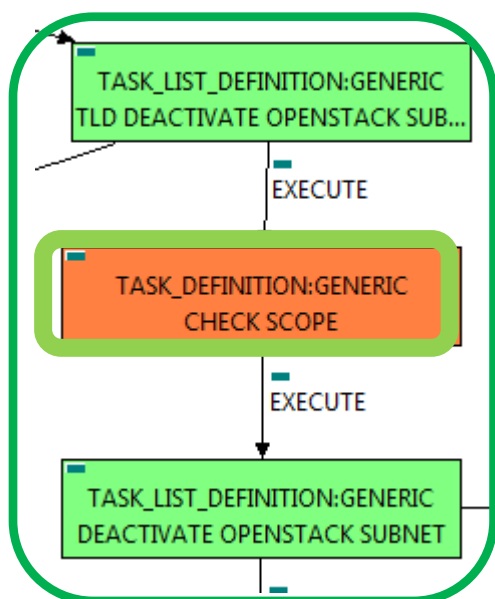 TASK_LIST_DEFINITION:GENERIC
TLD DEACTIVATE OPENSTACK SUB...
EXECUTE
TASK_DEFINITION:GENERIC
CHECK SCOPE
EXECUTE
TASK_LIST_DEFINITION:GENERIC
DEACTIVATE OPENSTACK SUBNET